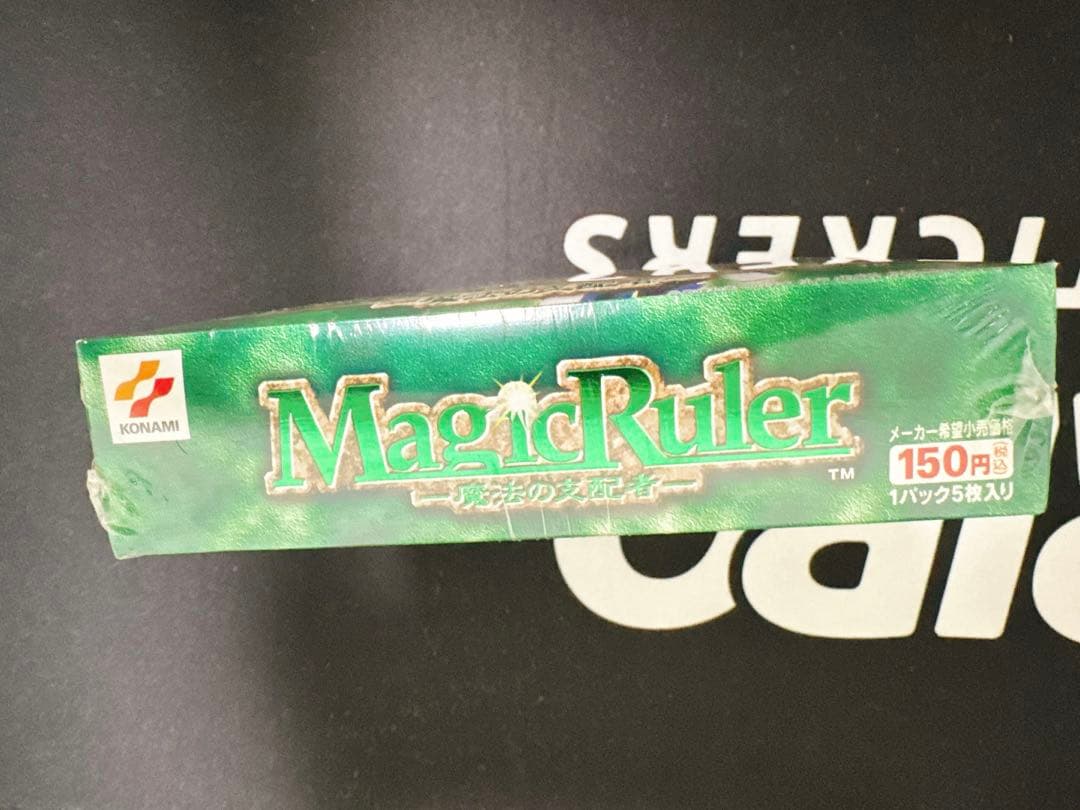 KONAMI
MagicRuler
TM
―魔法の支配者―
メーカー希望小売価格
150円税込
1パック5枚入り